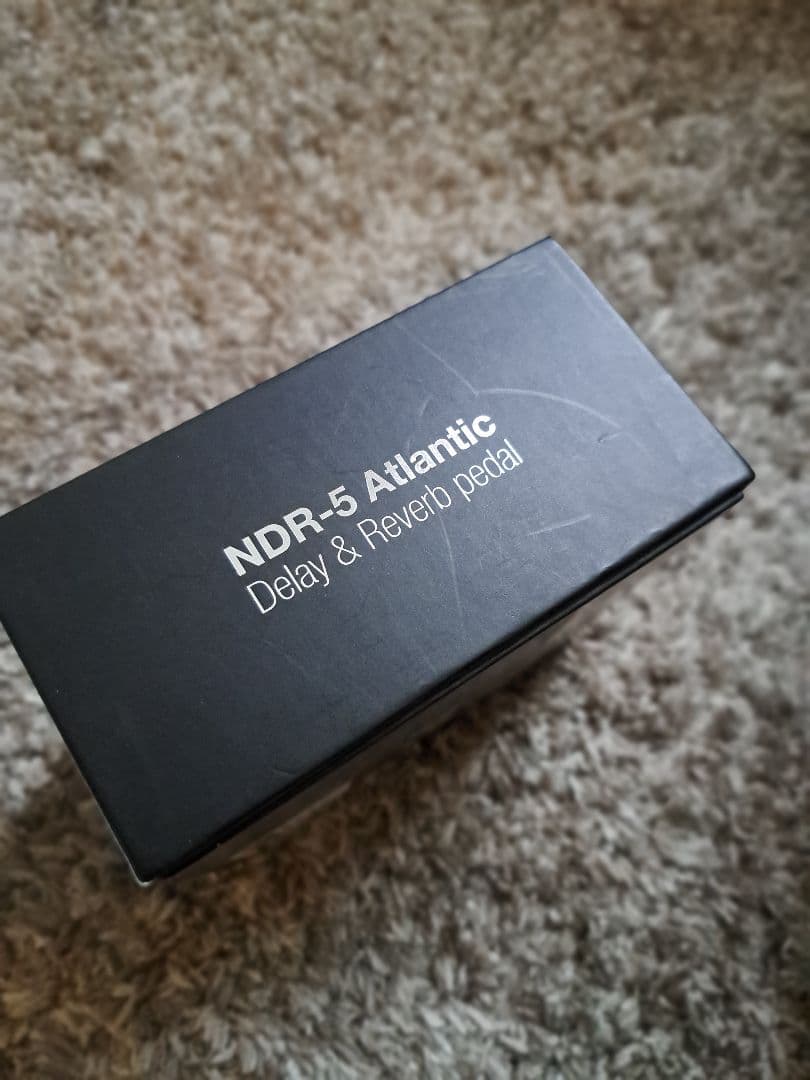 NDR-5 Atlantic
Delay & Reverb pedal